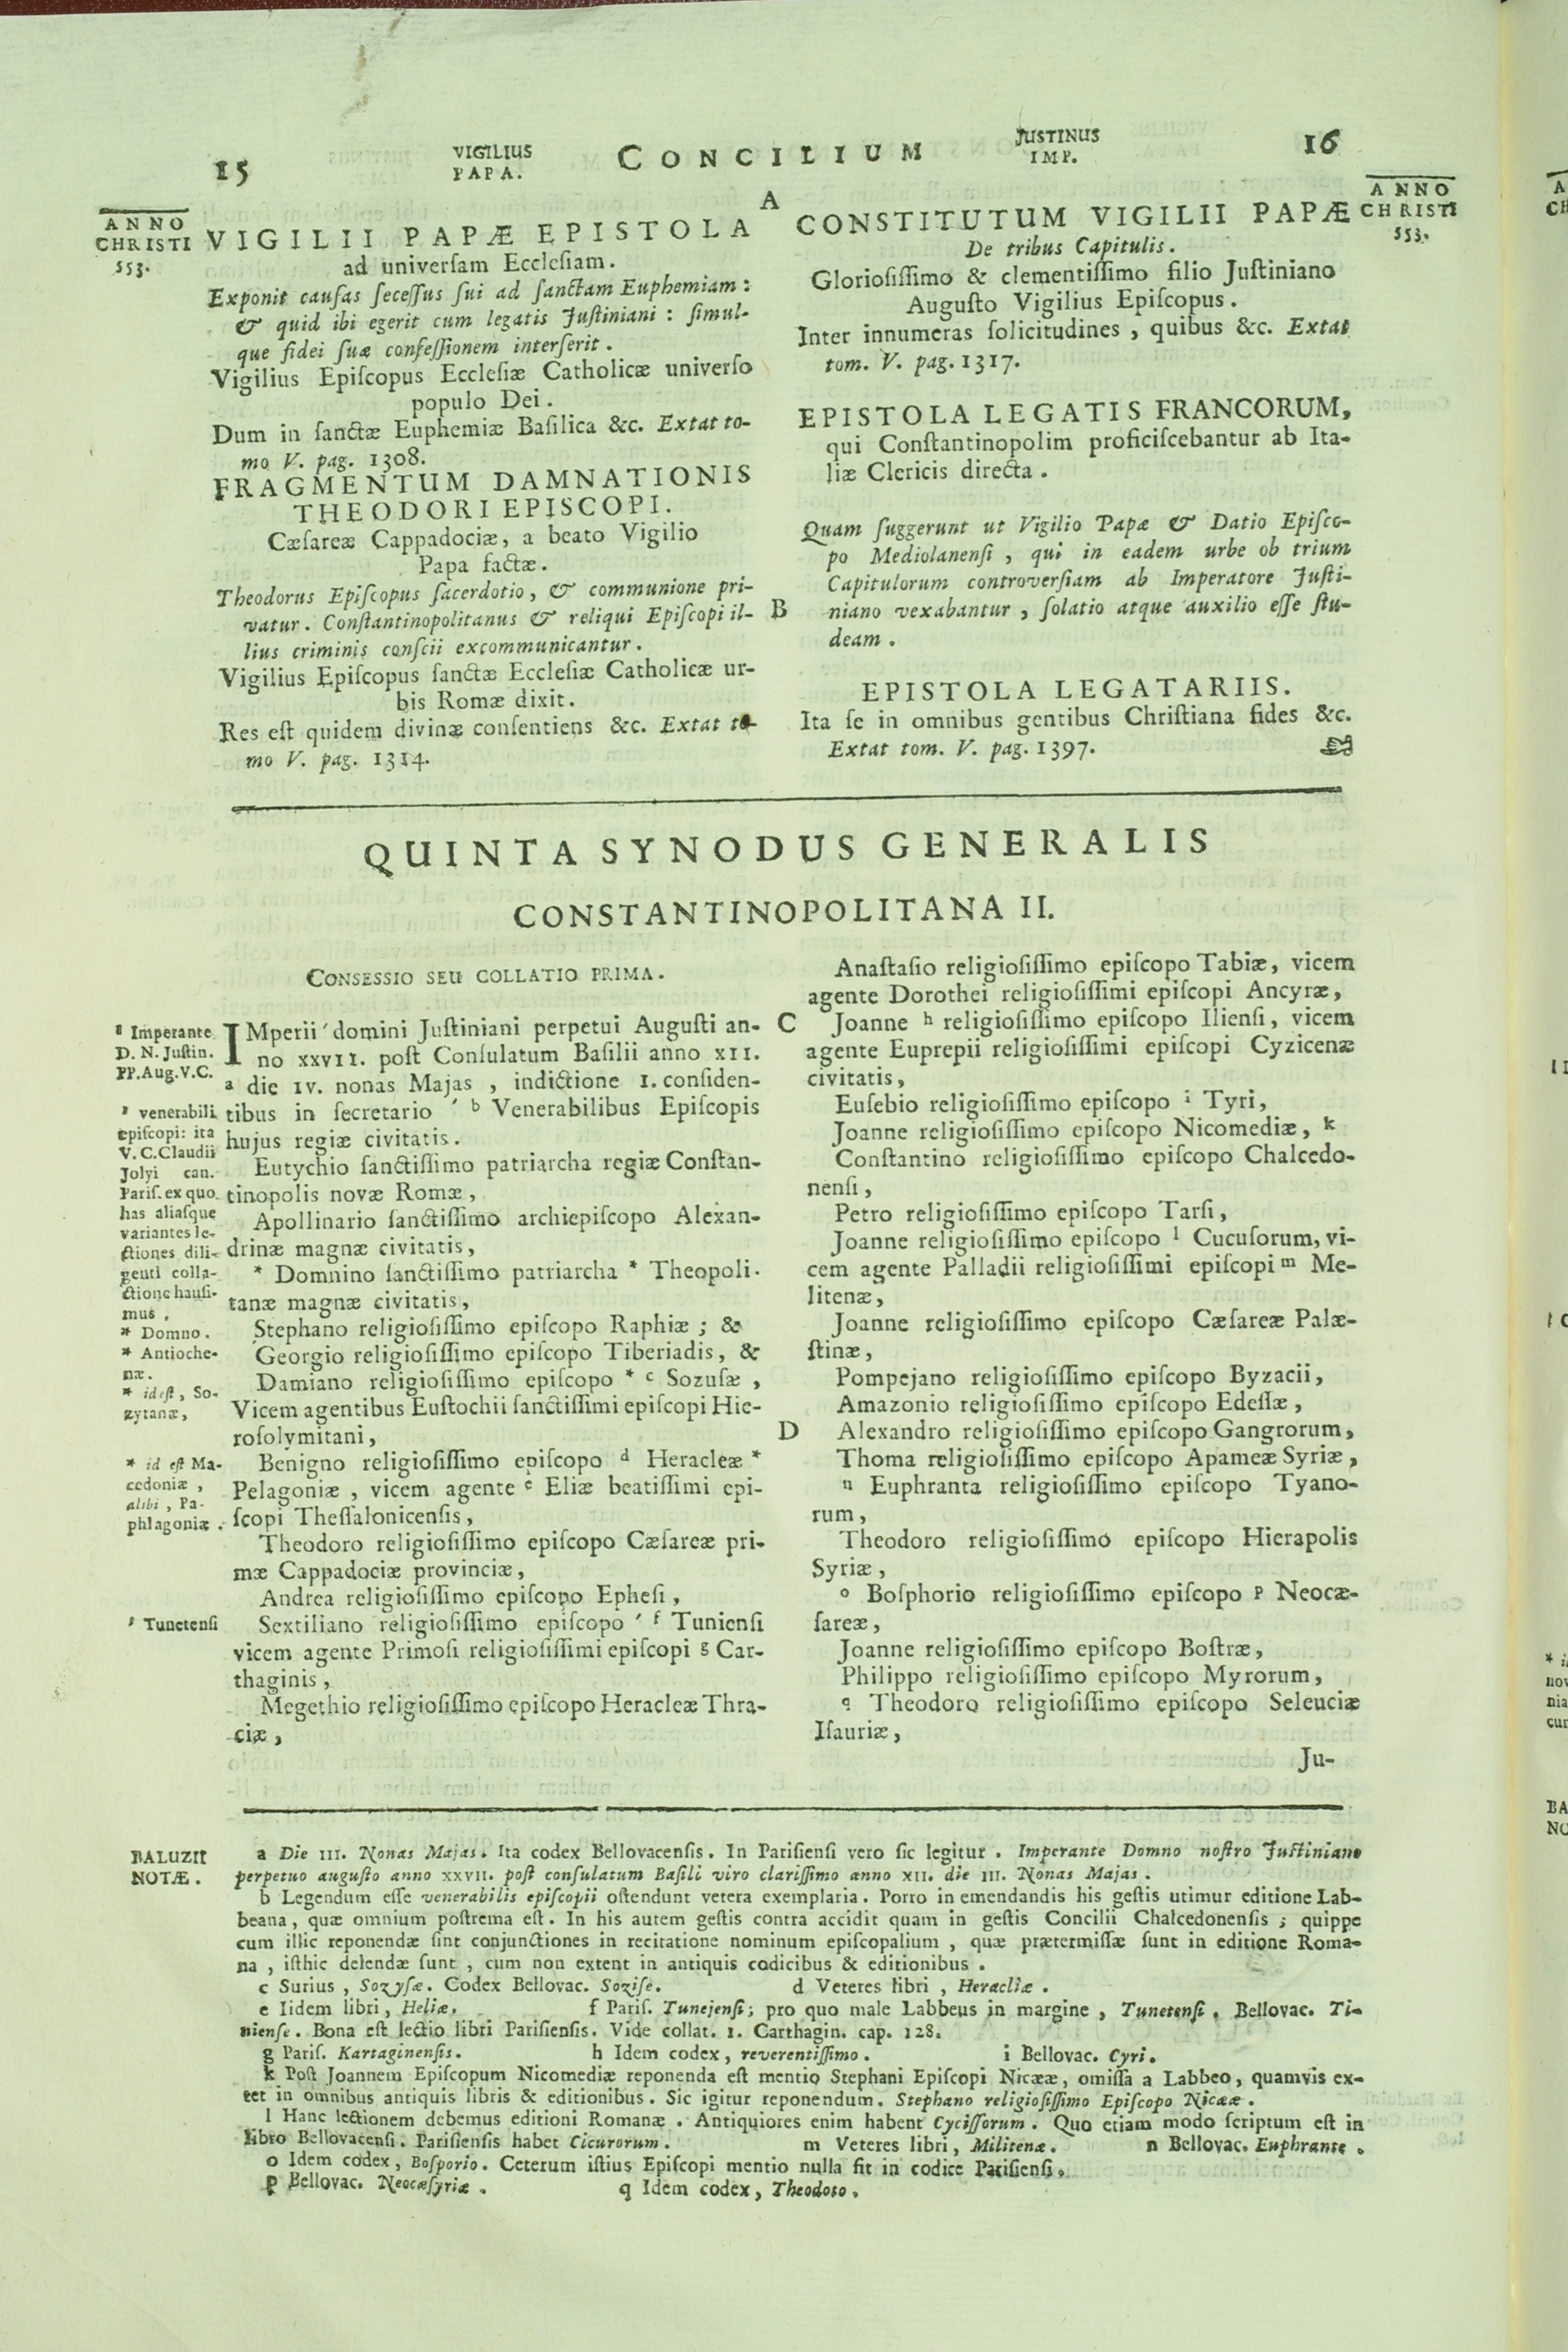 15
VIGILIUS
PAPA.
CONCILIUM
JUSTINUS
IMP.
16
ANNO
CHRISTI
553.
VIGILII PAPÆ EPISTOLA
ad universam Ecclesiam.
Exponit causas secessus sui ad sanctam Euphemiam:
& quid ibi egerit cum legatis Justiniani: simul-
que fidei suæ confessionem interserit.
Vigilius Episcopus Ecclesiæ Catholicæ universo
populo Dei.
Dum in sanctæ Euphemiæ Basilica &c. Extat to-
mo V. pag. 1308.
FRAGMENTUM DAMNATIONIS
THEODORI EPISCOPI.
Cæsareæ Cappadociæ, a beato Vigilio
Papa factæ.
Theodorus Episcopus sacerdotio, & communione pri-
vatur. Constantinopolitanus & reliqui Episcopi il-
lius criminis conscii excommunicantur.
Vigilius Episcopus sanctæ Ecclesiæ Catholicæ ur-
bis Romæ dixit.
Res est quidem divinæ consentiens &c. Extat to-
mo V. pag. 1314.
A
B
CONSTITUTUM VIGILII PAPÆ
De tribus Capitulis.
Gloriosissimo & clementissimo filio Justiniano
Augusto Vigilius Episcopus.
Inter innumeras solicitudines, quibus &c. Extat
tom. V. pag. 1317.
EPISTOLA LEGATIS FRANCORUM,
qui Constantinopolim proficiscebantur ab Ita-
liæ Clericis directa.
Quam suggerunt ut Vigilio Papæ & Datio Episco-
po Mediolanensi, qui in eadem urbe ob trium
Capitulorum controversiam ab Imperatore Justi-
niano vexabantur, solatio atque auxilio esse stu-
deam.
EPISTOLA LEGATARIIS.
Ita se in omnibus gentibus Christiana fides &c.
Extat tom. V. pag. 1397.
ANNO
CHRISTI
553.
QUINTA SYNODUS GENERALIS
CONSTANTINOPOLITANA II.
CONSESSIO SEU COLLATIO PRIMA.
IMperii ′ domini Justiniani perpetui Augusti an-
no XXVII. post Consulatum Basilii anno XII.
a die IV. nonas Majas, indictione I. considen-
tibus in secretario ′ b Venerabilibus Episcopis
hujus regiæ civitatis.
Eutychio sanctissimo patriarcha regiæ Constan-
tinopolis novæ Romæ,
Apollinario sanctissimo archiepiscopo Alexan-
drinæ magnæ civitatis,
* Domnino sanctissimo patriarcha * Theopoli-
tanæ magnæ civitatis,
Stephano religiosissimo episcopo Raphiæ; &
Georgio religiosissimo episcopo Tiberiadis, &
Damiano religiosissimo episcopo * c Sozusæ,
Vicem agentibus Eustochii sanctissimi episcopi Hie-
rosolymitani,
Benigno religiosissimo episcopo d Heracleæ *
Pelagoniæ, vicem agente e Eliæ beatissimi epi-
scopi Thessalonicensis,
Theodoro religiosissimo episcopo Cæsareæ pri-
mæ Cappadociæ provinciæ,
Andrea religiosissimo episcopo Ephesi,
Sextiliano religiosissimo episcopo ′ f Tuniensi
vicem agente Primosi religiosissimi episcopi g Car-
thaginis,
Megethio religiosissimo episcopo Heracleæ Thra-
ciæ,
′ Imperante
D. N. Justin.
PP. Aug. V. C.
′ venerabili
episcopi: ita
V. C. Claudii
Jolyi can.
Paris. ex quo
has aliasque
variantes le-
ctiones dili-
genti colla-
ctione hausi-
mus,
* Domno.
* Antioche-
næ.
* id est, So-
zytanæ,
* id est Ma-
cedoniæ,
alibi, Pa-
phlagoniæ.
′ Tunetensi
C
D
Anastasio religiosissimo episcopo Tabiæ, vicem
agente Dorothei religiosissimi episcopi Ancyræ,
Joanne h religiosissimo episcopo Iliensi, vicem
agente Euprepii religiosissimi episcopi Cyzicenæ
civitatis,
Eusebio religiosissimo episcopo i Tyri,
Joanne religiosissimo episcopo Nicomediæ, k
Constantino religiosissimo episcopo Chalcedo-
nensi,
Petro religiosissimo episcopo Tarsi,
Joanne religiosissimo episcopo l Cucusorum, vi-
cem agente Palladii religiosissimi episcopi m Me-
litenæ,
Joanne religiosissimo episcopo Cæsareæ Palæ-
stinæ,
Pompejano religiosissimo episcopo Byzacii,
Amazonio religiosissimo episcopo Edessæ,
Alexandro religiosissimo episcopo Gangrorum,
Thoma religiosissimo episcopo Apameæ Syriæ,
n Euphranta religiosissimo episcopo Tyano-
rum,
Theodoro religiosissimo episcopo Hierapolis
Syriæ,
o Bosphorio religiosissimo episcopo p Neocæ-
sareæ,
Joanne religiosissimo episcopo Bostræ,
Philippo religiosissimo episcopo Myrorum,
q Theodoro religiosissimo episcopo Seleuciæ
Isauriæ,
Ju-
BALUZII
NOTÆ.
a Die III. Nonas Majas. Ita codex Bellovacensis. In Parisiensi vero sic legitur. Imperante Domno nostro Justiniano
perpetuo augusto anno XXVII. post consulatum Basili viro clarissimo anno XII. die III. Nonas Majas.
b Legendum esse venerabilis episcopii ostendunt vetera exemplaria. Porro in emendandis his gestis utimur editione Lab-
beana, quæ omnium postrema est. In his autem gestis contra accidit quam in gestis Concilii Chalcedonensis; quippe
cum illic reponendæ sint conjunctiones in recitatione nominum episcopalium, quæ prætermissæ sunt in editione Roma-
na, isthic delendæ sunt, cum non extent in antiquis codicibus & editionibus.
c Surius, Sozysæ. Codex Bellovac. Sozise. d Veteres libri, Heracliæ.
e Iidem libri, Heliæ. f Paris. Tunejensi; pro quo male Labbeus in margine, Tunetensi. Bellovac. Ti-
niense. Bona est lectio libri Parisiensis. Vide collat. 1. Carthagin. cap. 128.
g Paris. Kartaginensis. h Idem codex, reverentissimo. i Bellovac. Cyri.
k Post Joannem Episcopum Nicomediæ reponenda est mentio Stephani Episcopi Nicææ, omissa a Labbeo, quamvis ex-
tet in omnibus antiquis libris & editionibus. Sic igitur reponendum. Stephano religiosissimo Episcopo Nicææ.
l Hanc lectionem debemus editioni Romanæ. Antiquiores enim habent Cycissorum. Quo etiam modo scriptum est in
libro Bellovacensi. Parisiensis habet Cicurorum. m Veteres libri, Militenæ. n Bellovac. Euphrante.
o Idem codex, Bosporio. Ceterum istius Episcopi mentio nulla fit in codice Parisiensi.
p Bellovac. Neocæsyriæ. q Idem codex, Theodoto.